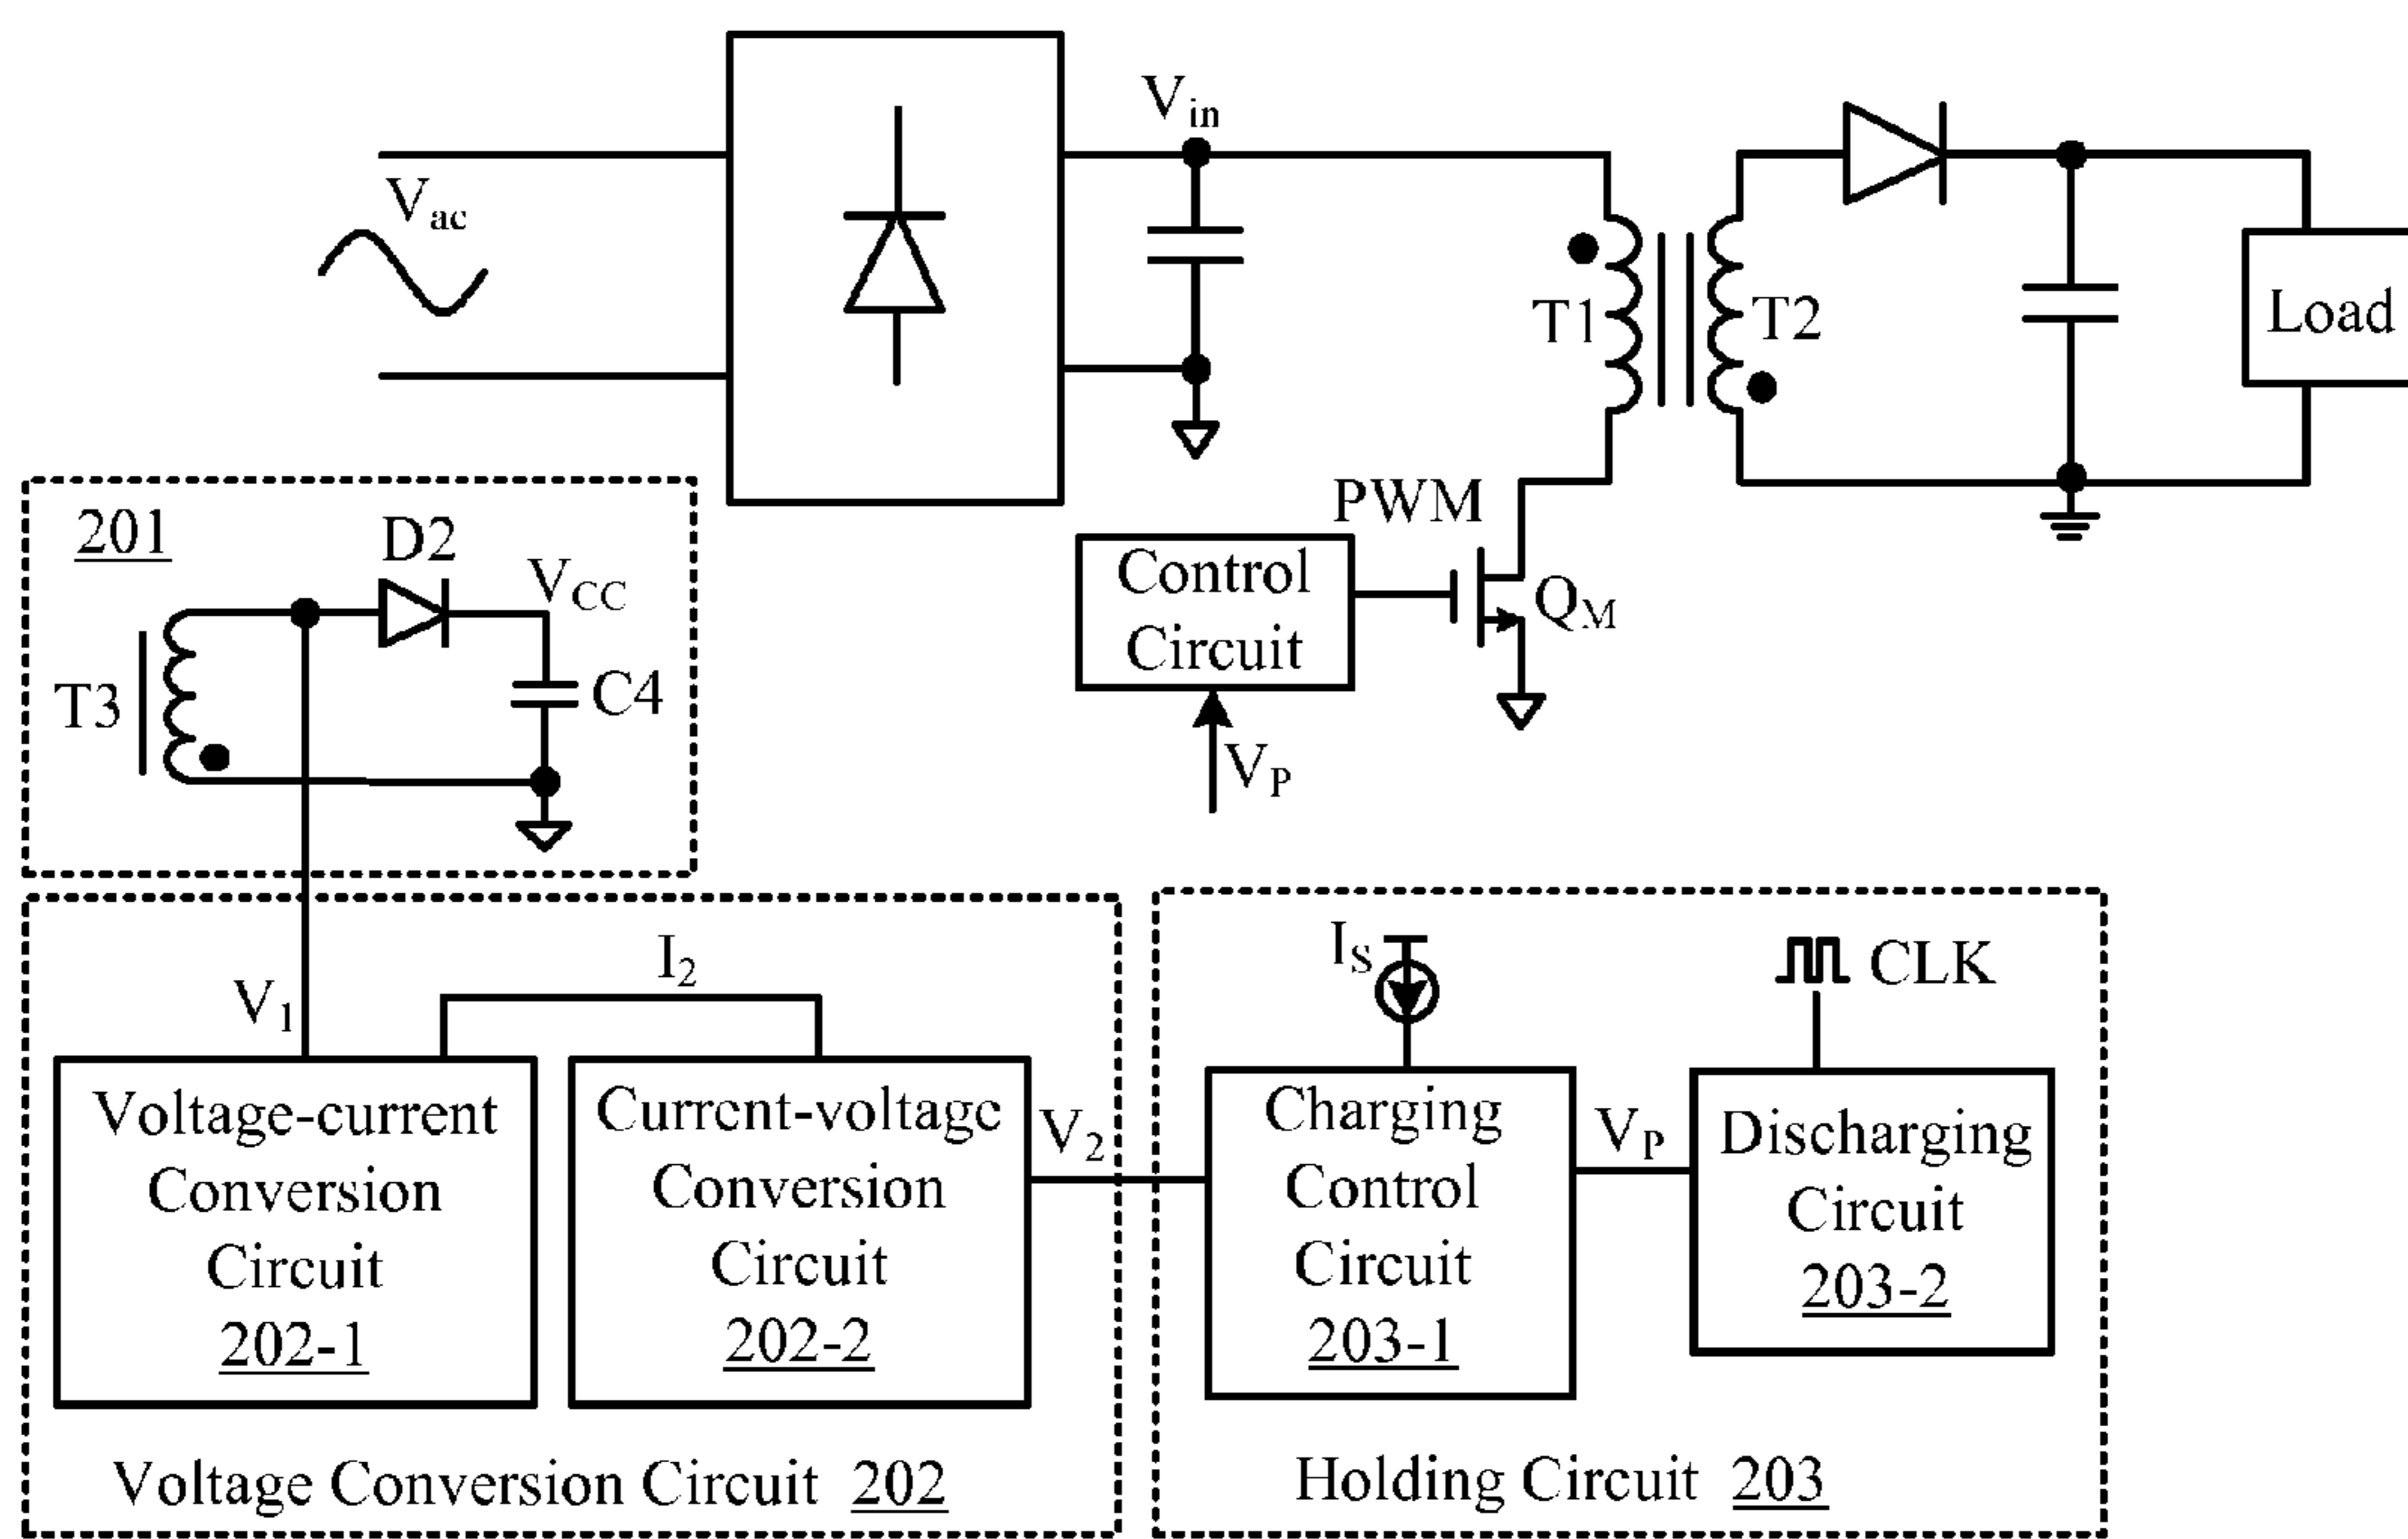 Vin
Vac
T1
T2
Load
PWM
201
D2
VCC
Control
Circuit
QM
T3
C4
VP
I2
IS
CLK
V1
Voltage-current
Conversion
Circuit
202-1
Current-voltage
Conversion
Circuit
202-2
V2
Charging
Control
Circuit
203-1
VP
Discharging
Circuit
203-2
Voltage Conversion Circuit 202
Holding Circuit 203